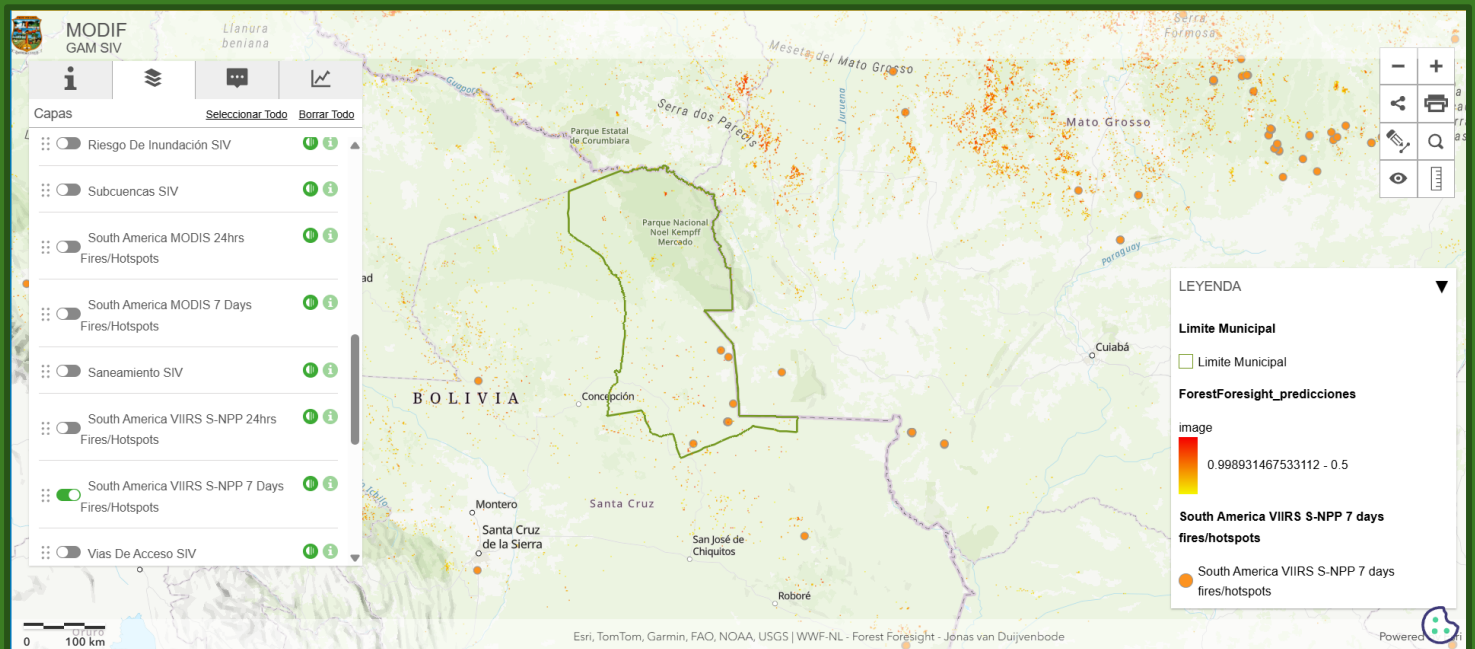 MODIF
GAM SIV
Capas
Seleccionar Todo
Borrar Todo
Riesgo De Inundación SIV
Subcuencas SIV
South America MODIS 24hrs
Fires/Hotspots
South America MODIS 7 Days
Fires/Hotspots
Saneamiento SIV
South America VIIRS S-NPP 24hrs
Fires/Hotspots
South America VIIRS S-NPP 7 Days
Fires/Hotspots
Vias De Acceso SIV
0 100 km
Oruro
Llanura
beniana
Guaporé
Meseta del Mato Grosso
Serra
Formosa
Serra dos Parecis
Juruena
Mato Grosso
Parque Estatal
de Corumbiara
Parque Nacional
Noel Kempff
Mercado
Paraguay
Cuiabá
ad
BOLIVIA
Concepción
Montero
Santa Cruz
de la Sierra
Santa Cruz
San José de
Chiquitos
Roboré
LEYENDA
Limite Municipal
Limite Municipal
ForestForesight_predicciones
image
0.998931467533112 - 0.5
South America VIIRS S-NPP 7 days
fires/hotspots
South America VIIRS S-NPP 7 days
fires/hotspots
Esri, TomTom, Garmin, FAO, NOAA, USGS | WWF-NL - Forest Foresight - Jonas van Duijvenbode
Powered